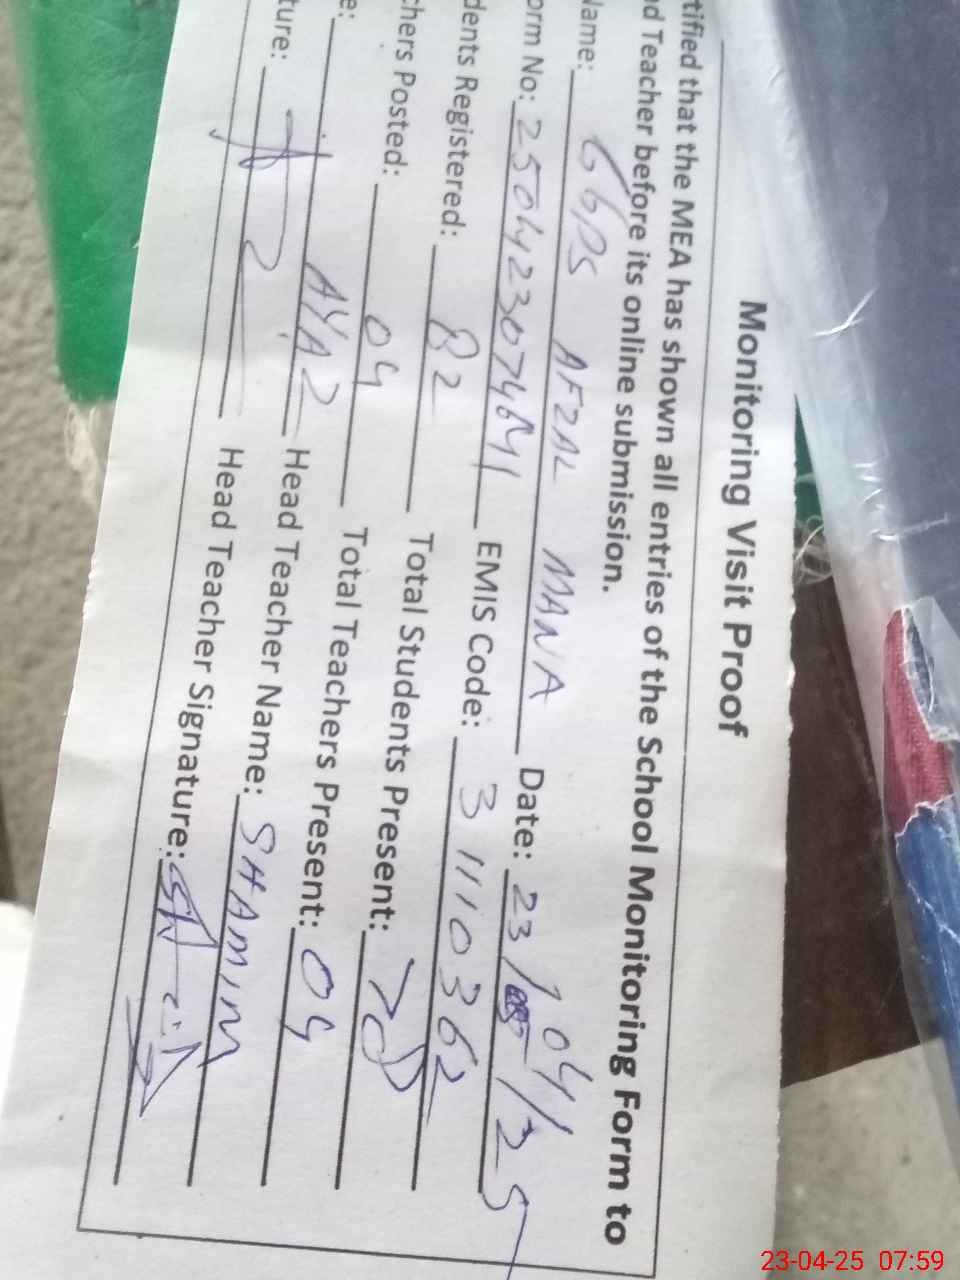 Monitoring Visit Proof
tified that the MEA has shown all entries of the School Monitoring Form to
d Teacher before its online submission.
Name: GGPS AFZAL MANA Date: 23/04/25
orm No: 25042307464M1 EMIS Code: 31110362
dents Registered: 82 Total Students Present: 70
chers Posted: 04 Total Teachers Present: 04
e: AYAZ Head Teacher Name: SHAMIM
ture: Head Teacher Signature:
23-04-25 07:59